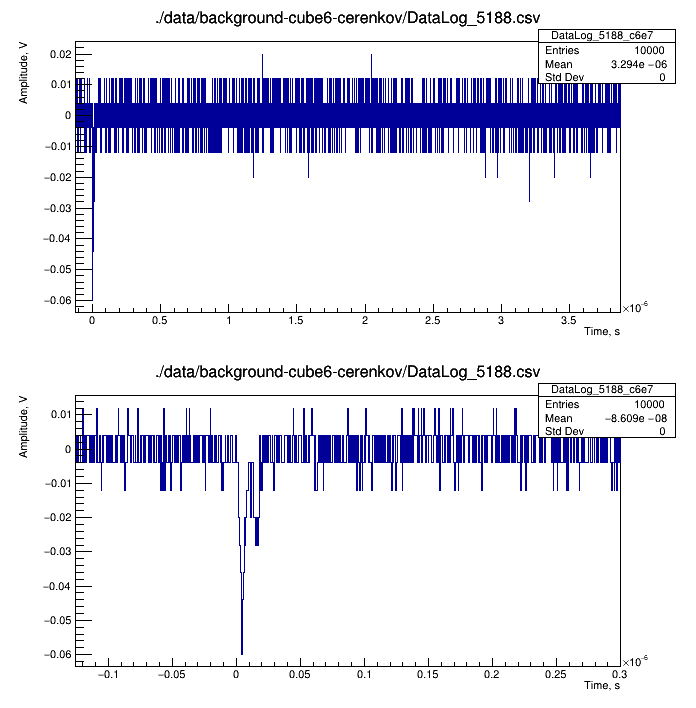 ./data/background-cube6-cerenkov/DataLog_5188.csv
DataLog_5188_c6e7
Entries 10000
Mean 3.294e −06
Std Dev 0
Amplitude, V
0.02
0.01
0
−0.01
−0.02
−0.03
−0.04
−0.05
−0.06
0 0.5 1 1.5 2 2.5 3 3.5
×10⁻⁶
Time, s
./data/background-cube6-cerenkov/DataLog_5188.csv
DataLog_5188_c6e7
Entries 10000
Mean −8.609e −08
Std Dev 0
Amplitude, V
0.01
0
−0.01
−0.02
−0.03
−0.04
−0.05
−0.06
−0.1 −0.05 0 0.05 0.1 0.15 0.2 0.25 0.3
×10⁻⁶
Time, s